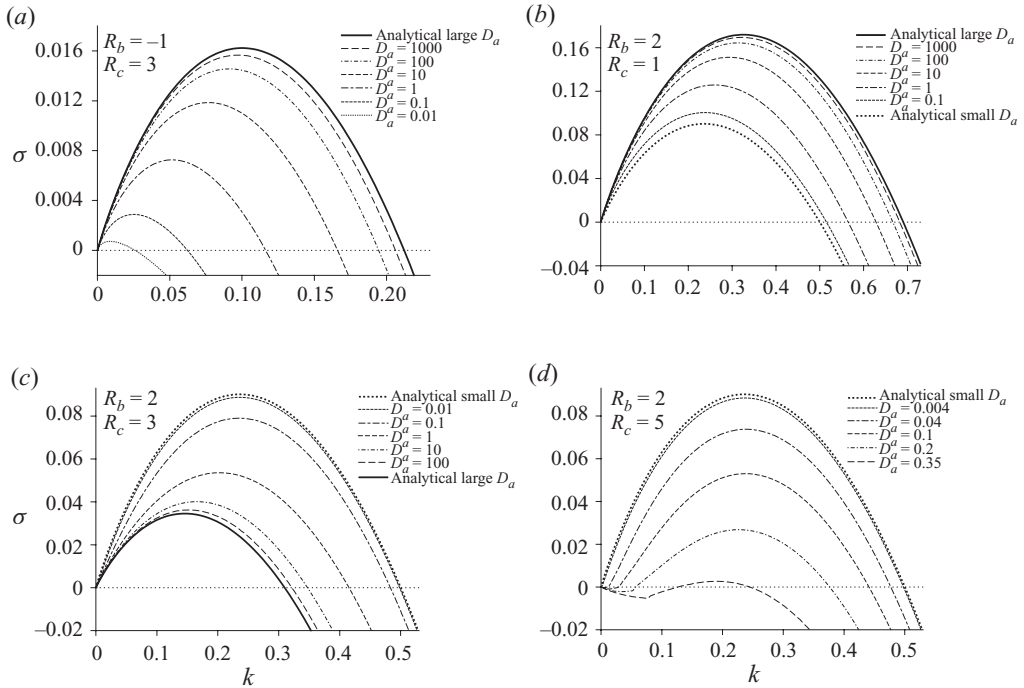 (a)
R_b = –1
R_c = 3
Analytical large D_a
D_a = 1000
D_a = 100
D_a = 10
D_a = 1
D_a = 0.1
D_a = 0.01
0.016
0.012
0.008
σ
0.004
0
0 0.05 0.10 0.15 0.20
(b)
R_b = 2
R_c = 1
Analytical large D_a
D_a = 1000
D_a = 100
D_a = 10
D_a = 1
D_a = 0.1
Analytical small D_a
0.16
0.12
0.08
0.04
0
–0.04
0 0.1 0.2 0.3 0.4 0.5 0.6 0.7
(c)
R_b = 2
R_c = 3
Analytical small D_a
D_a = 0.01
D_a = 0.1
D_a = 1
D_a = 10
D_a = 100
Analytical large D_a
0.08
0.06
0.04
σ
0.02
0
–0.02
0 0.1 0.2 0.3 0.4 0.5
k
(d)
R_b = 2
R_c = 5
Analytical small D_a
D_a = 0.004
D_a = 0.04
D_a = 0.1
D_a = 0.2
D_a = 0.35
0.08
0.06
0.04
σ
0.02
0
–0.02
0 0.1 0.2 0.3 0.4 0.5
k